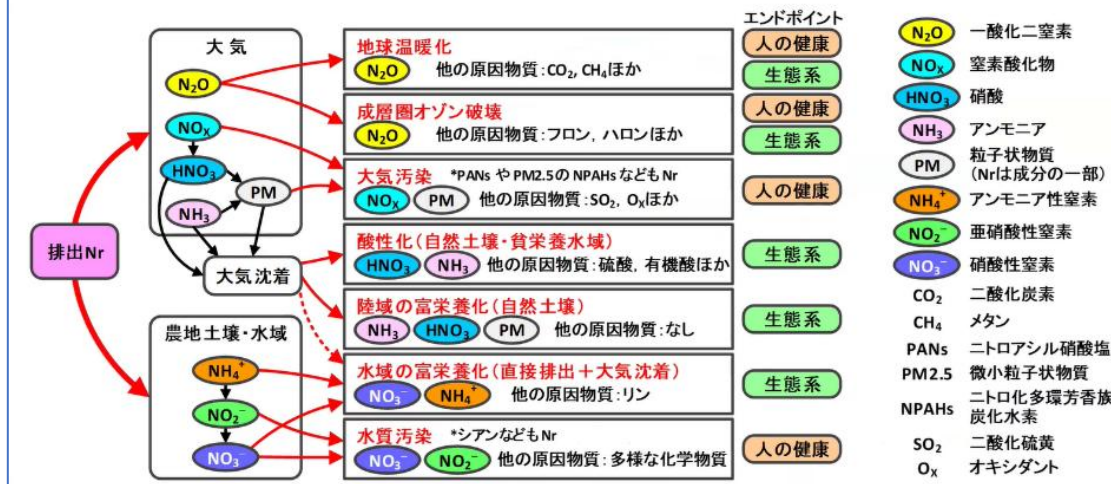 排出Nr
大気
N₂O
NOₓ
HNO₃
PM
NH₃
大気沈着
農地土壌・水域
NH₄⁺
NO₂⁻
NO₃⁻
地球温暖化
N₂O 他の原因物質：CO₂, CH₄ほか
成層圏オゾン破壊
N₂O 他の原因物質：フロン, ハロンほか
大気汚染 *PANs や PM2.5の NPAHs などもNr
NOₓ PM 他の原因物質：SO₂, Oₓほか
酸性化（自然土壌・貧栄養水域）
HNO₃ NH₃ 他の原因物質：硫酸, 有機酸ほか
陸域の富栄養化（自然土壌）
NH₃ HNO₃ PM 他の原因物質：なし
水域の富栄養化（直接排出＋大気沈着）
NO₃⁻ NH₄⁺ 他の原因物質：リン
水質汚染 *シアンなどもNr
NO₃⁻ NO₂⁻ 他の原因物質：多様な化学物質
エンドポイント
人の健康
生態系
人の健康
生態系
人の健康
生態系
生態系
生態系
人の健康
N₂O 一酸化二窒素
NOₓ 窒素酸化物
HNO₃ 硝酸
NH₃ アンモニア
PM 粒子状物質
（Nrは成分の一部）
NH₄⁺ アンモニア性窒素
NO₂⁻ 亜硝酸性窒素
NO₃⁻ 硝酸性窒素
CO₂ 二酸化炭素
CH₄ メタン
PANs ニトロアシル硝酸塩
PM2.5 微小粒子状物質
NPAHs ニトロ化多環芳香族
炭化水素
SO₂ 二酸化硫黄
Oₓ オキシダント